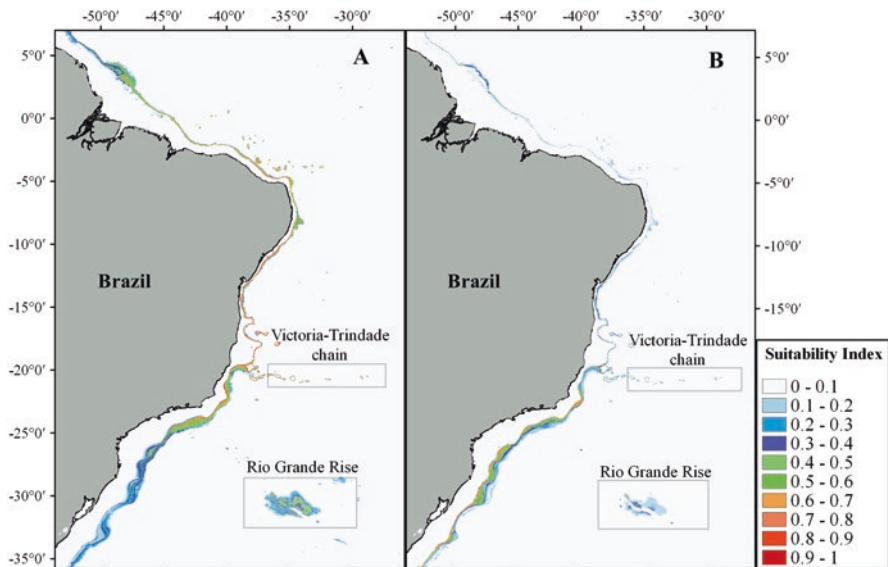 -50°0' -45°0' -40°0' -35°0' -30°0' -50°0' -45°0' -40°0' -35°0' -30°0'
5°0' A B 5°0'
0°0' 0°0'
-5°0' -5°0'
-10°0' -10°0'
Brazil Brazil
-15°0' -15°0'
Victoria-Trindade Victoria-Trindade
chain chain
-20°0'
-25°0'
Rio Grande Rise Rio Grande Rise
-30°0'
-35°0'
Suitability Index
0 - 0.1
0.1 - 0.2
0.2 - 0.3
0.3 - 0.4
0.4 - 0.5
0.5 - 0.6
0.6 - 0.7
0.7 - 0.8
0.8 - 0.9
0.9 - 1